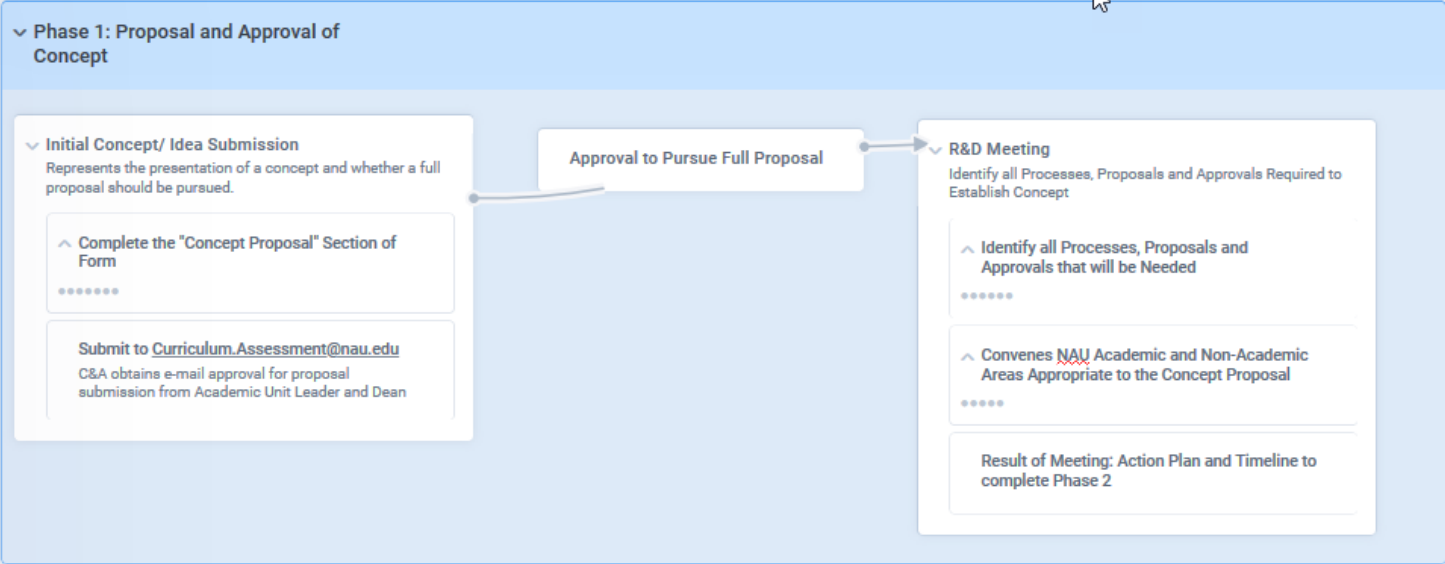 Phase 1: Proposal and Approval of
Concept
Initial Concept/ Idea Submission
Represents the presentation of a concept and whether a full
proposal should be pursued.
Complete the "Concept Proposal" Section of
Form
Submit to Curriculum.Assessment@nau.edu
C&A obtains e-mail approval for proposal
submission from Academic Unit Leader and Dean
Approval to Pursue Full Proposal
R&D Meeting
Identify all Processes, Proposals and Approvals Required to
Establish Concept
Identify all Processes, Proposals and
Approvals that will be Needed
Convenes NAU Academic and Non-Academic
Areas Appropriate to the Concept Proposal
Result of Meeting: Action Plan and Timeline to
complete Phase 2